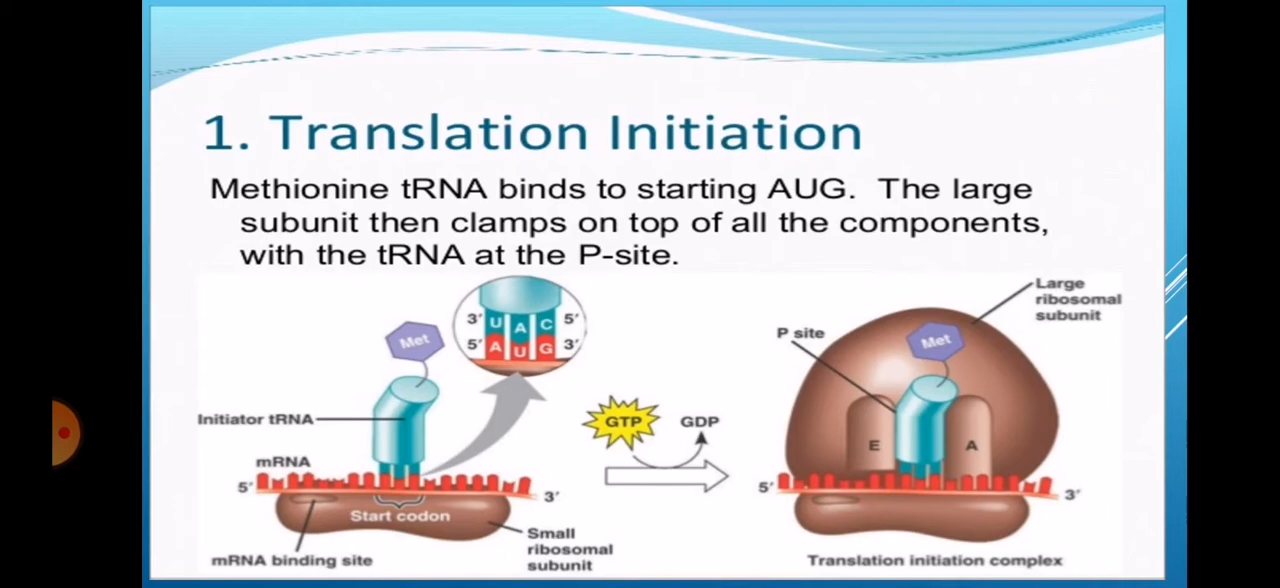 1. Translation Initiation
Methionine tRNA binds to starting AUG. The large
subunit then clamps on top of all the components,
with the tRNA at the P-site.
3' U A C 5'
5' A U G 3'
Met
Initiator tRNA
mRNA
5'
3'
Start codon
mRNA binding site
Small
ribosomal
subunit
GTP
GDP
Large
ribosomal
subunit
P site
Met
E
A
5'
3'
Translation initiation complex